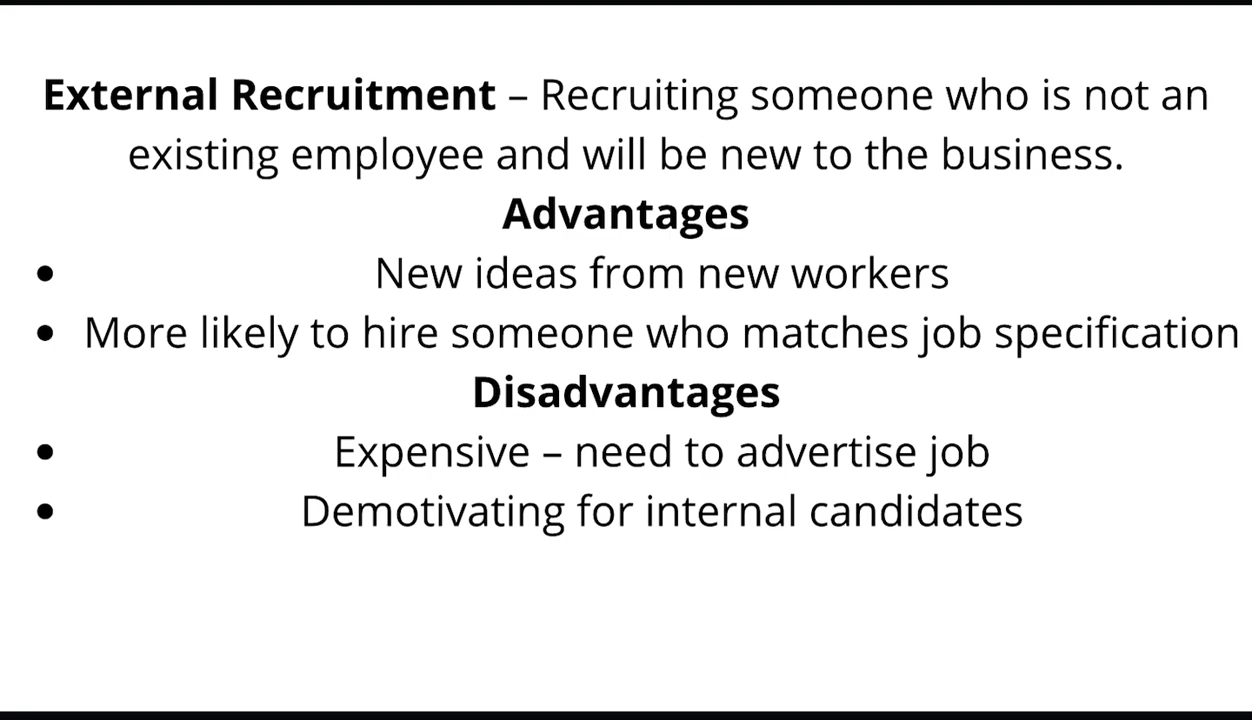 External Recruitment – Recruiting someone who is not an
existing employee and will be new to the business.
Advantages
• New ideas from new workers
• More likely to hire someone who matches job specification
Disadvantages
• Expensive – need to advertise job
• Demotivating for internal candidates